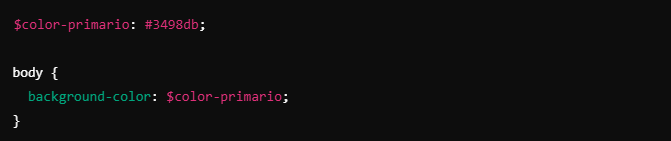 $color-primario: #3498db;
body {
  background-color: $color-primario;
}